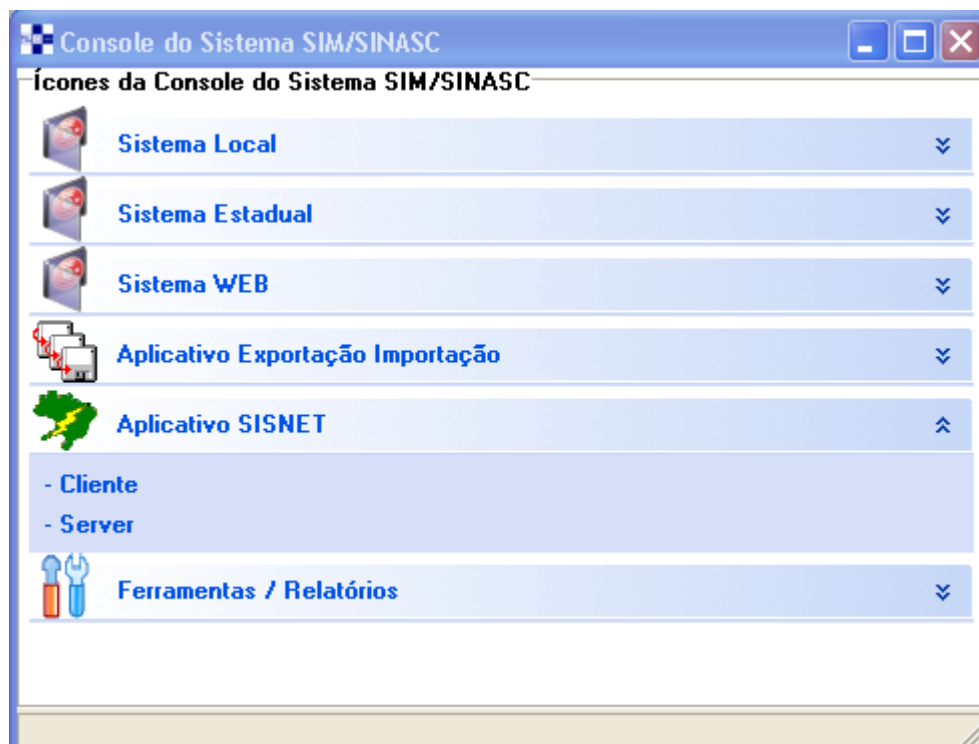 Console do Sistema SIM/SINASC
Ícones da Console do Sistema SIM/SINASC
Sistema Local
Sistema Estadual
Sistema WEB
Aplicativo Exportação Importação
Aplicativo SISNET
- Cliente
- Server
Ferramentas / Relatórios